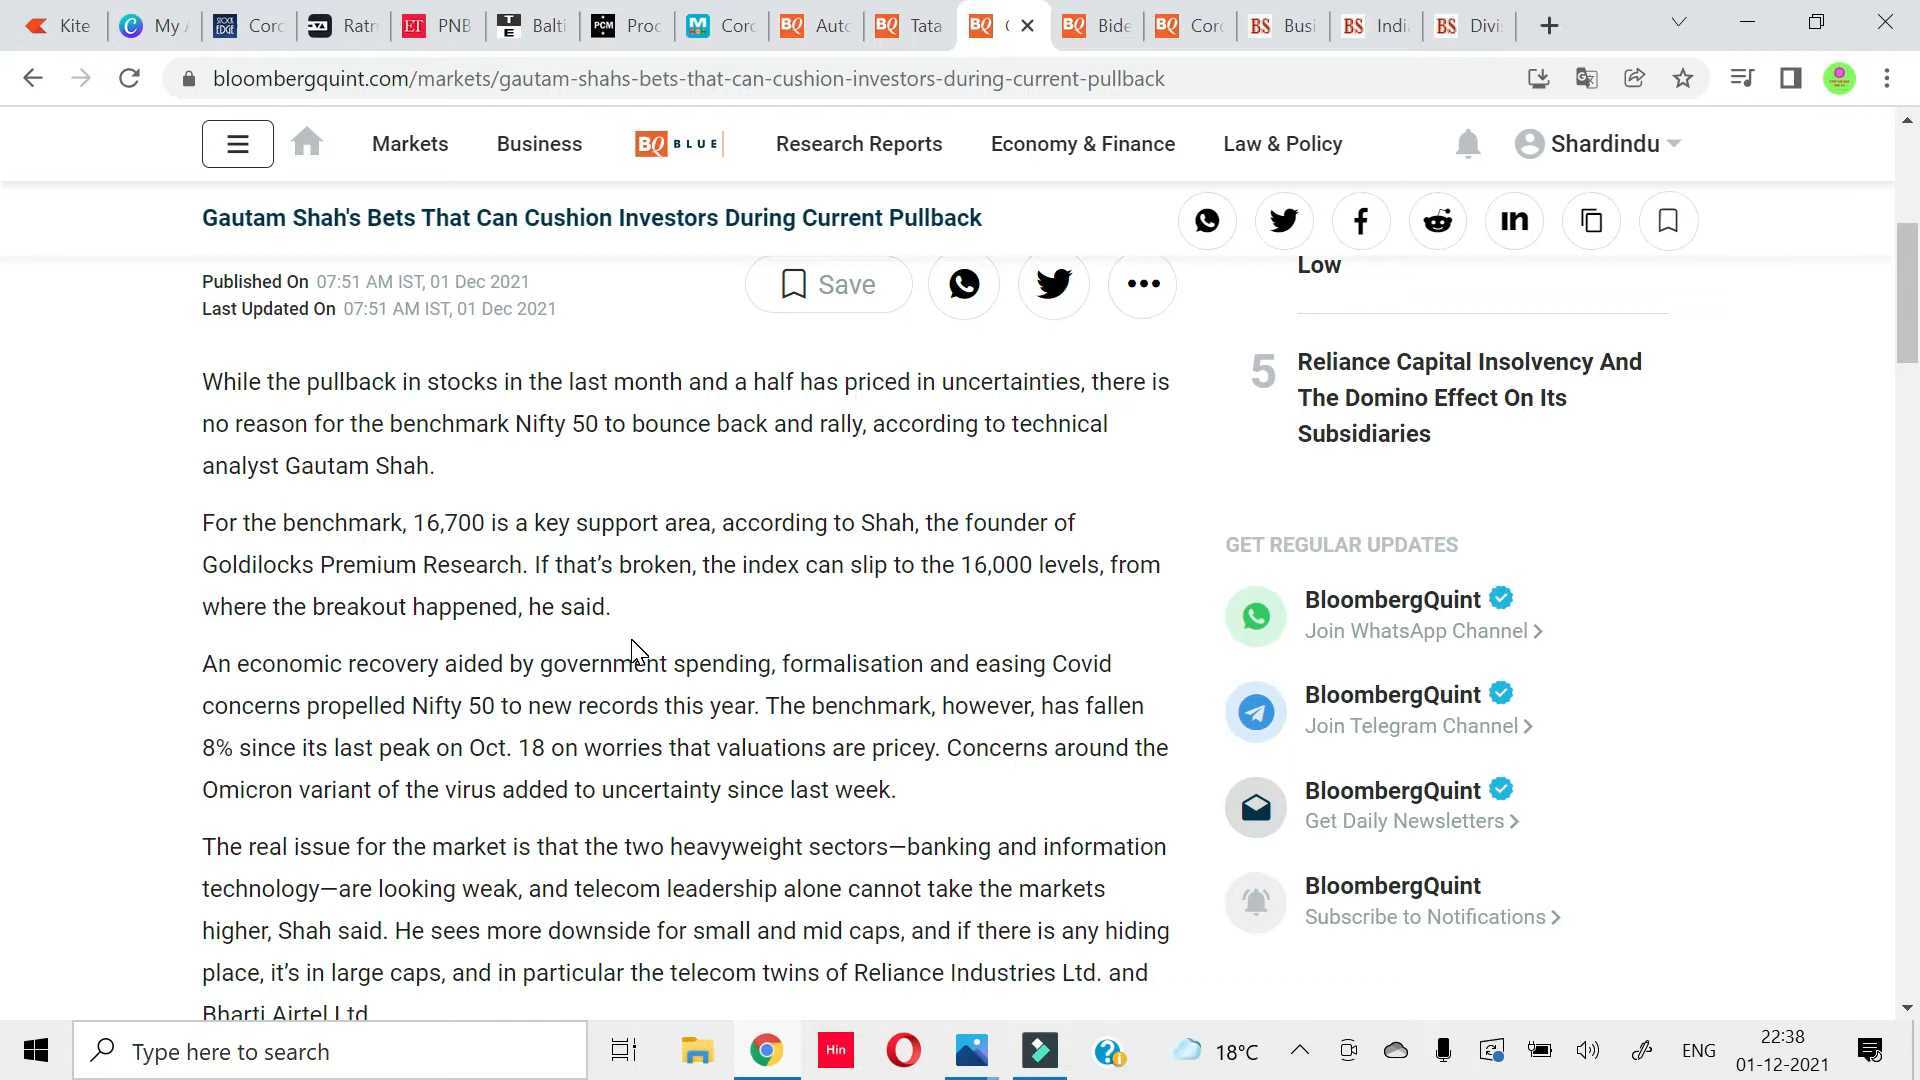 Kite
My A
Corc
Ratn
ET PNB
Balti
PCM Proc
Corc
BQ Auto
BQ Tata
BQ
BQ Bide
BQ Corc
BS Busi
BS Indi
BS Divi
bloombergquint.com/markets/gautam-shahs-bets-that-can-cushion-investors-during-current-pullback
Markets Business BQ BLUE Research Reports Economy & Finance Law & Policy Shardindu
Gautam Shah's Bets That Can Cushion Investors During Current Pullback
Published On 07:51 AM IST, 01 Dec 2021
Last Updated On 07:51 AM IST, 01 Dec 2021
Save
While the pullback in stocks in the last month and a half has priced in uncertainties, there is
no reason for the benchmark Nifty 50 to bounce back and rally, according to technical
analyst Gautam Shah.
For the benchmark, 16,700 is a key support area, according to Shah, the founder of
Goldilocks Premium Research. If that’s broken, the index can slip to the 16,000 levels, from
where the breakout happened, he said.
An economic recovery aided by government spending, formalisation and easing Covid
concerns propelled Nifty 50 to new records this year. The benchmark, however, has fallen
8% since its last peak on Oct. 18 on worries that valuations are pricey. Concerns around the
Omicron variant of the virus added to uncertainty since last week.
The real issue for the market is that the two heavyweight sectors—banking and information
technology—are looking weak, and telecom leadership alone cannot take the markets
higher, Shah said. He sees more downside for small and mid caps, and if there is any hiding
place, it’s in large caps, and in particular the telecom twins of Reliance Industries Ltd. and
Bharti Airtel Ltd
Low
5 Reliance Capital Insolvency And
The Domino Effect On Its
Subsidiaries
GET REGULAR UPDATES
BloombergQuint
Join WhatsApp Channel
BloombergQuint
Join Telegram Channel
BloombergQuint
Get Daily Newsletters
BloombergQuint
Subscribe to Notifications
Type here to search
Hin
18°C
ENG
22:38
01-12-2021